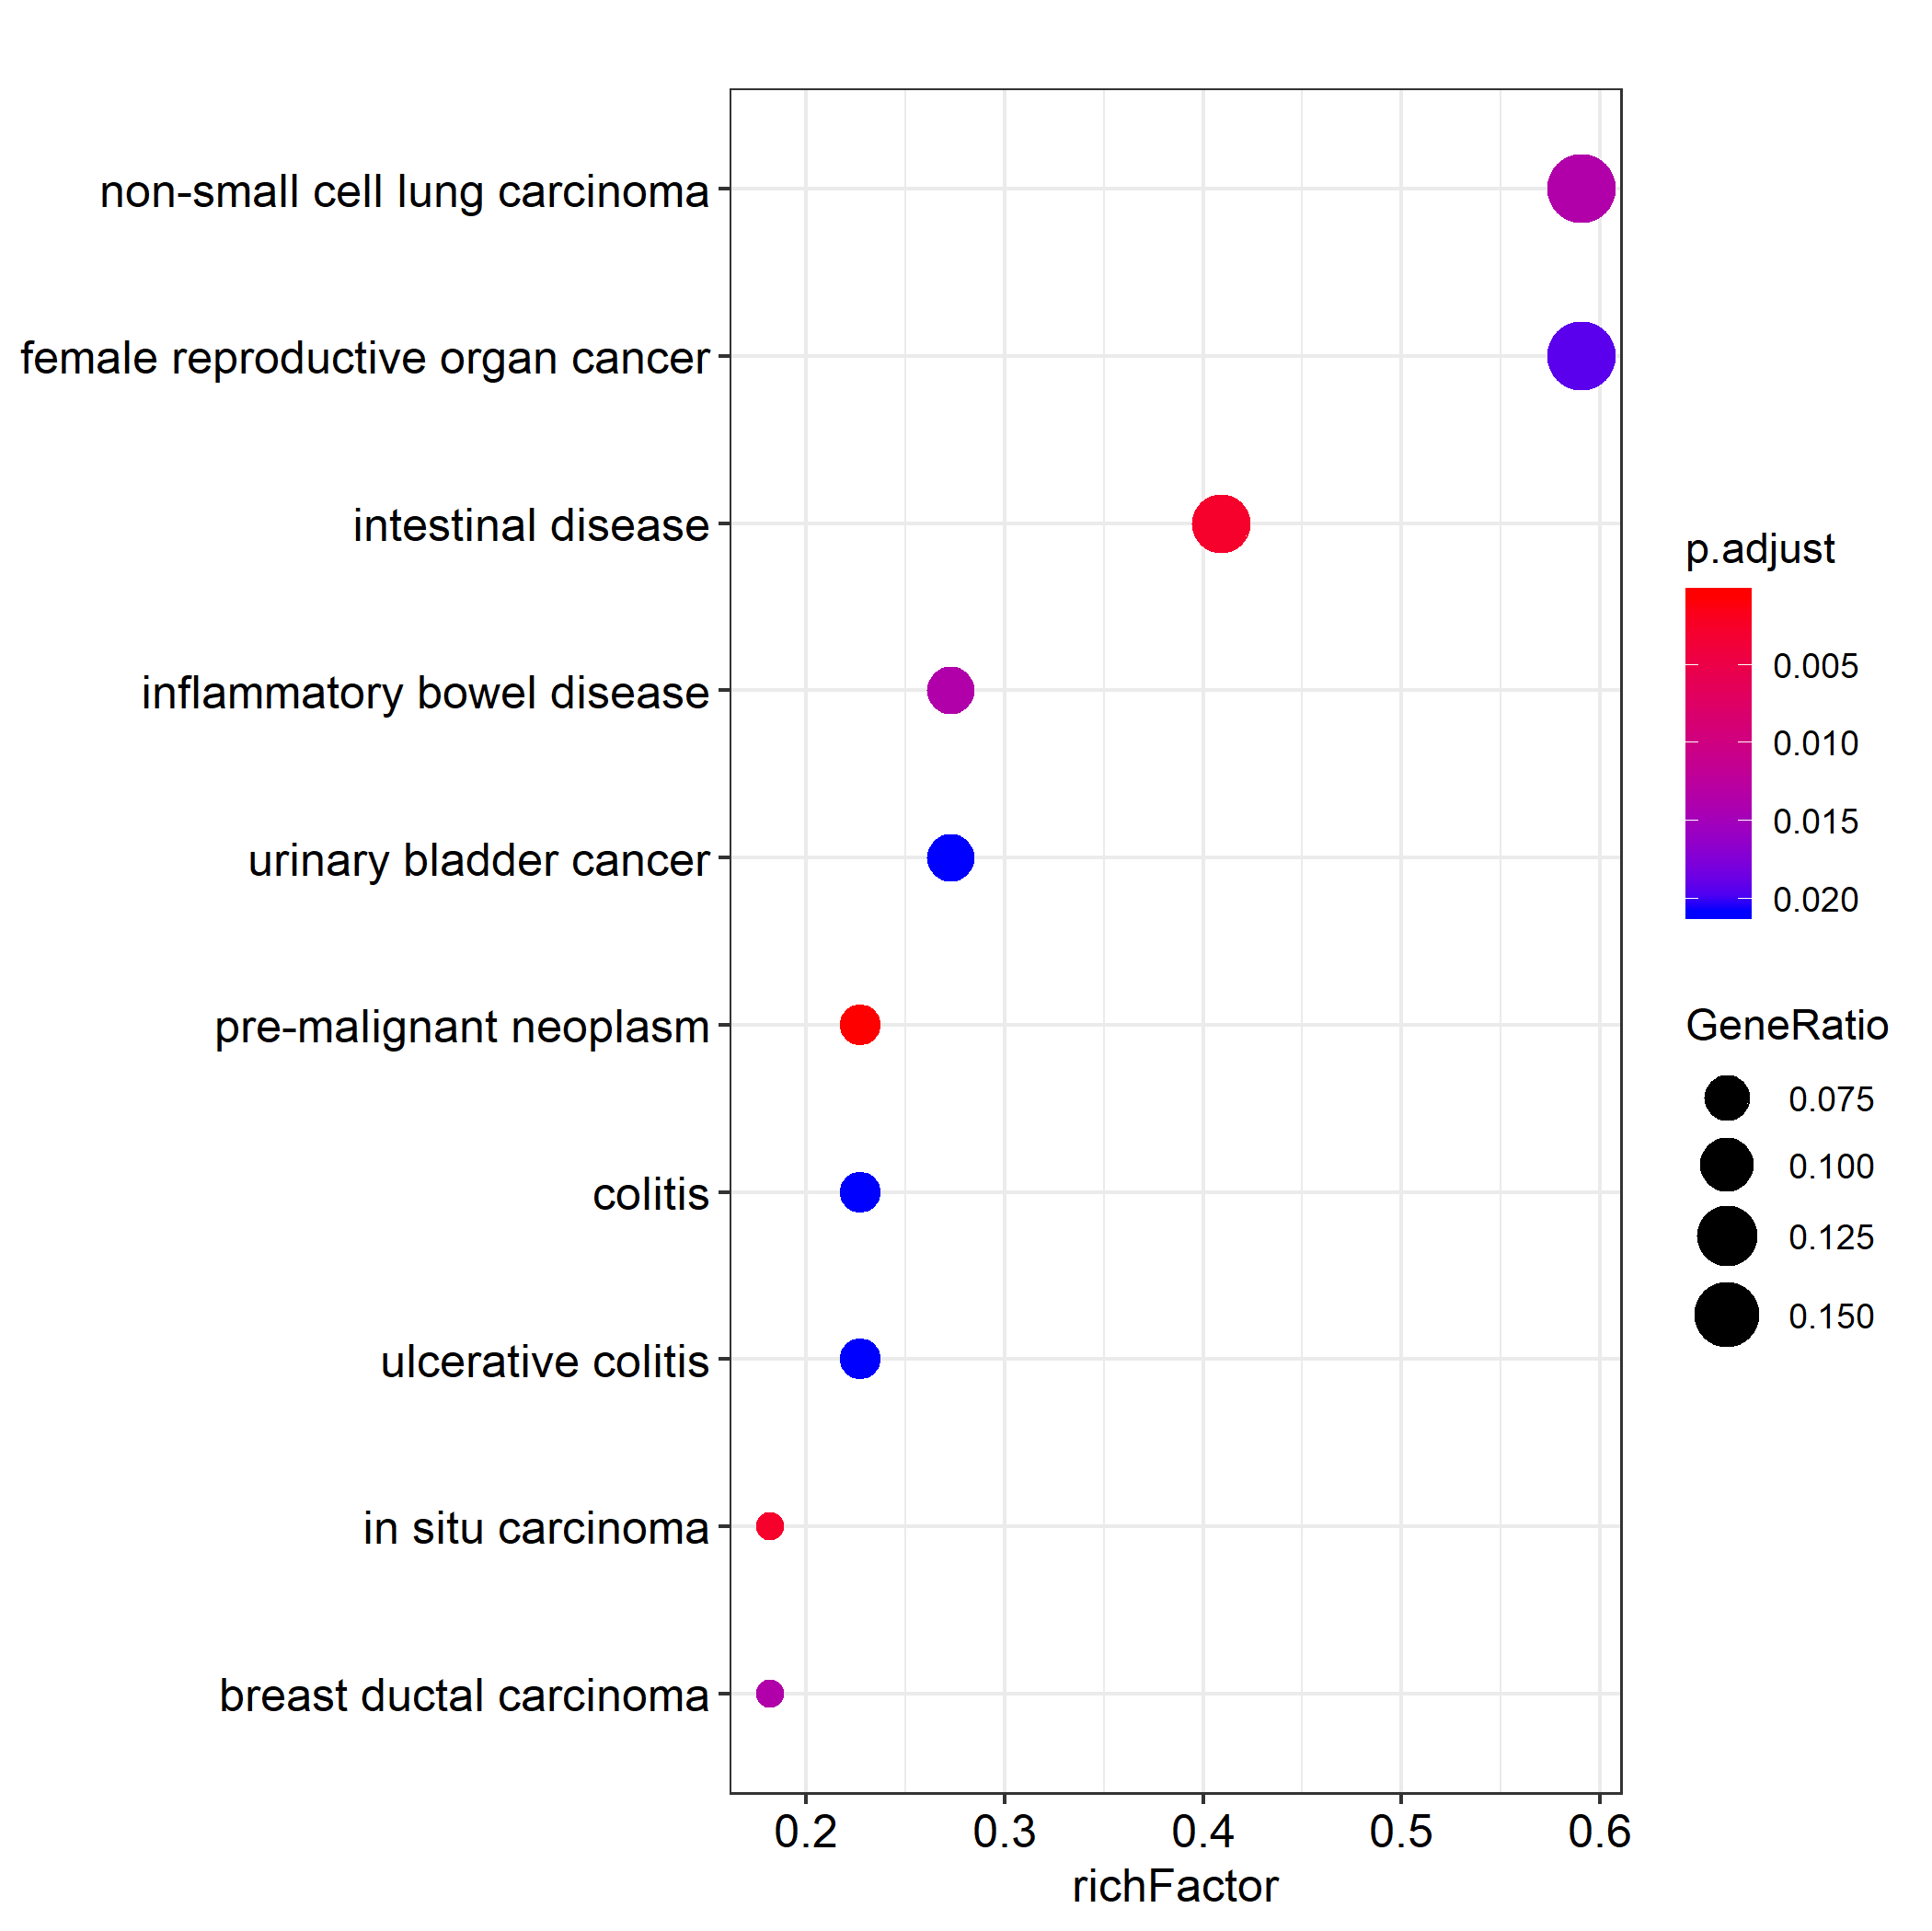 non-small cell lung carcinoma
female reproductive organ cancer
intestinal disease
inflammatory bowel disease
urinary bladder cancer
pre-malignant neoplasm
colitis
ulcerative colitis
in situ carcinoma
breast ductal carcinoma
0.2 0.3 0.4 0.5 0.6
richFactor
p.adjust
0.005
0.010
0.015
0.020
GeneRatio
0.075
0.100
0.125
0.150